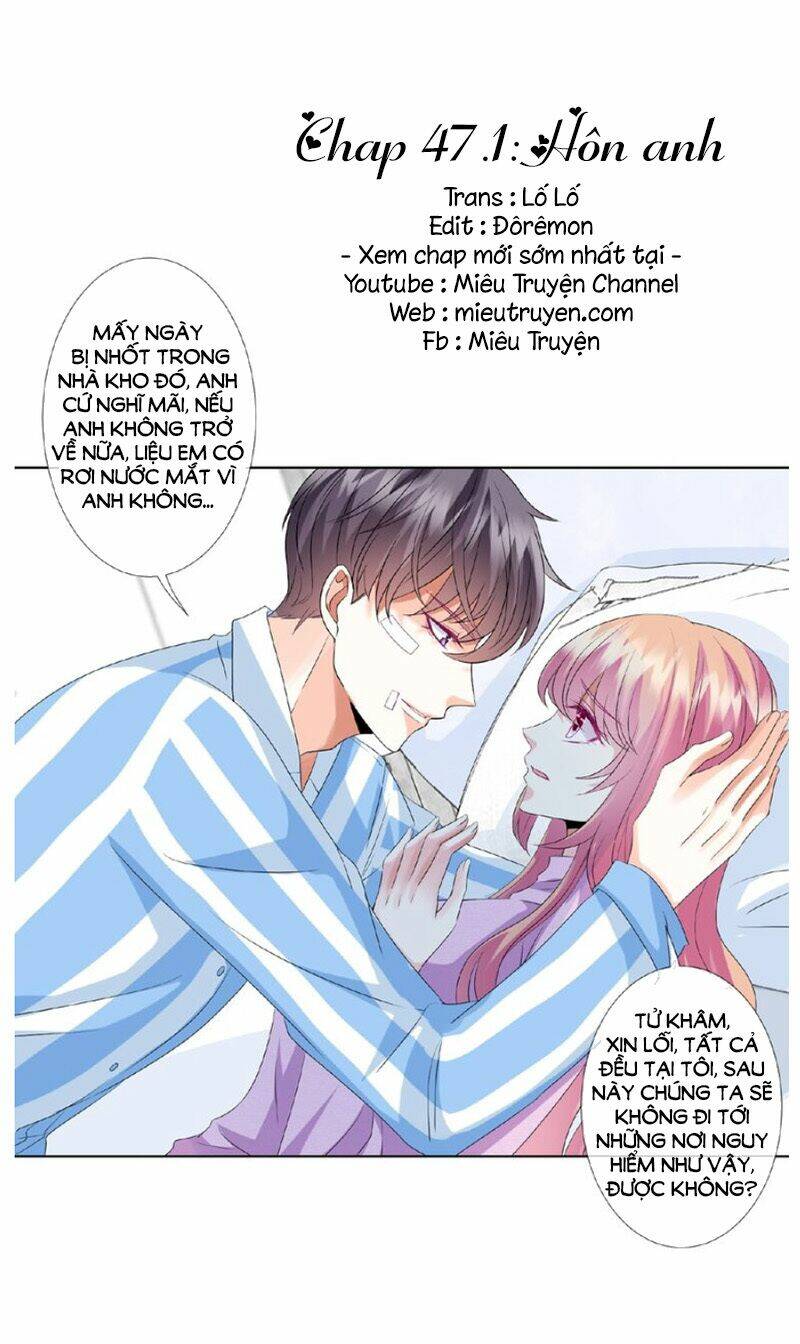 Chap 47.1: Hôn anh
Trans : Lố Lố
Edit : Đôrêmon
- Xem chap mới sớm nhất tại -
Youtube : Miêu Truyện Channel
Web : mieutruyen.com
Fb : Miêu Truyện
MẤY NGÀY
BỊ NHỐT TRONG
NHÀ KHO ĐÓ, ANH
CỨ NGHĨ MÃI, NẾU
ANH KHÔNG TRỞ
VỀ NỮA, LIỆU EM CÓ
RƠI NƯỚC MẮT VÌ
ANH KHÔNG...
TỬ KHÂM,
XIN LỖI, TẤT CẢ
ĐỀU TẠI TÔI, SAU
NÀY CHÚNG TA SẼ
KHÔNG ĐI TỚI
NHỮNG NƠI NGUY
HIỂM NHƯ VẬY,
ĐƯỢC KHÔNG?